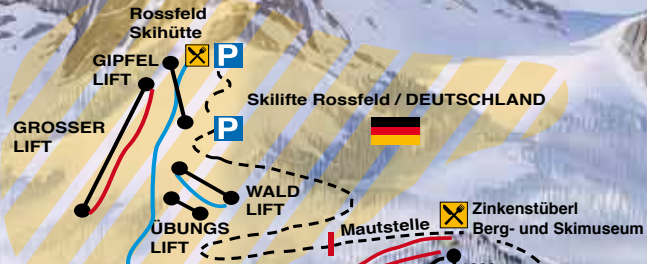 Rossfeld
Skihütte
P
GIPFEL
LIFT
Skilifte Rossfeld / DEUTSCHLAND
GROSSER
LIFT
P
WALD
LIFT
ÜBUNGS
LIFT
Mautstelle
Zinkenstüberl
Berg- und Skimuseum